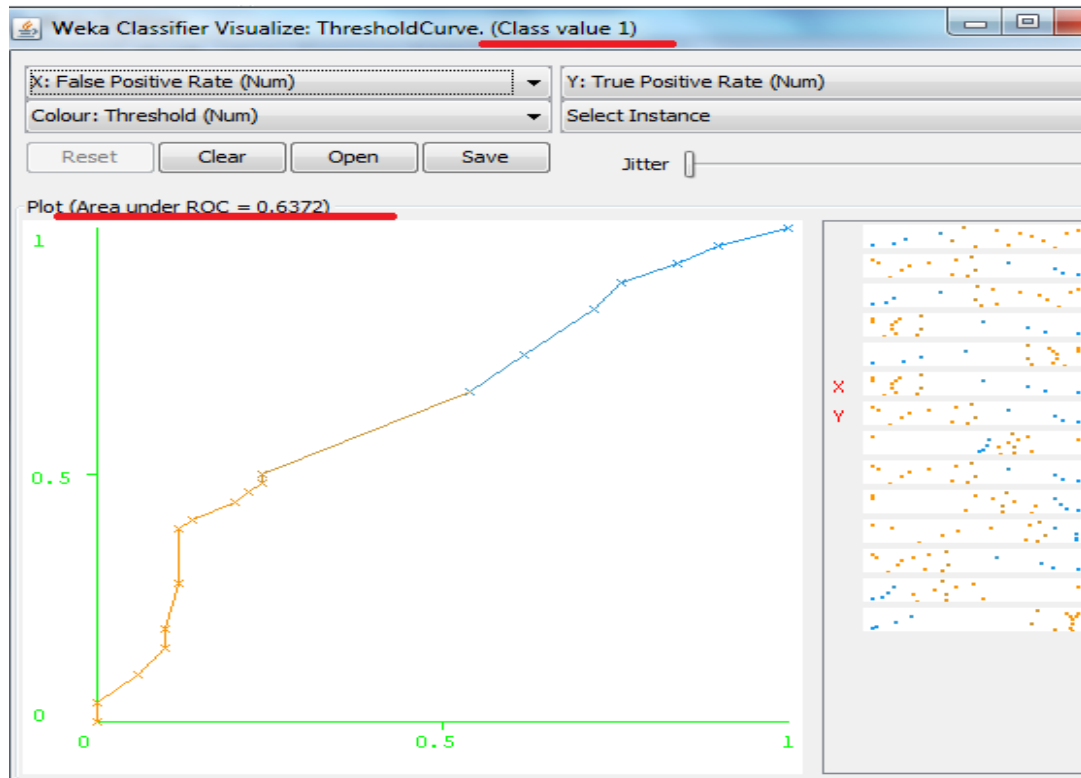 Weka Classifier Visualize: ThresholdCurve. (Class value 1)
X: False Positive Rate (Num)
Y: True Positive Rate (Num)
Colour: Threshold (Num)
Select Instance
Reset
Clear
Open
Save
Jitter
Plot (Area under ROC = 0.6372)
1
0.5
0
0
0.5
1
X
Y